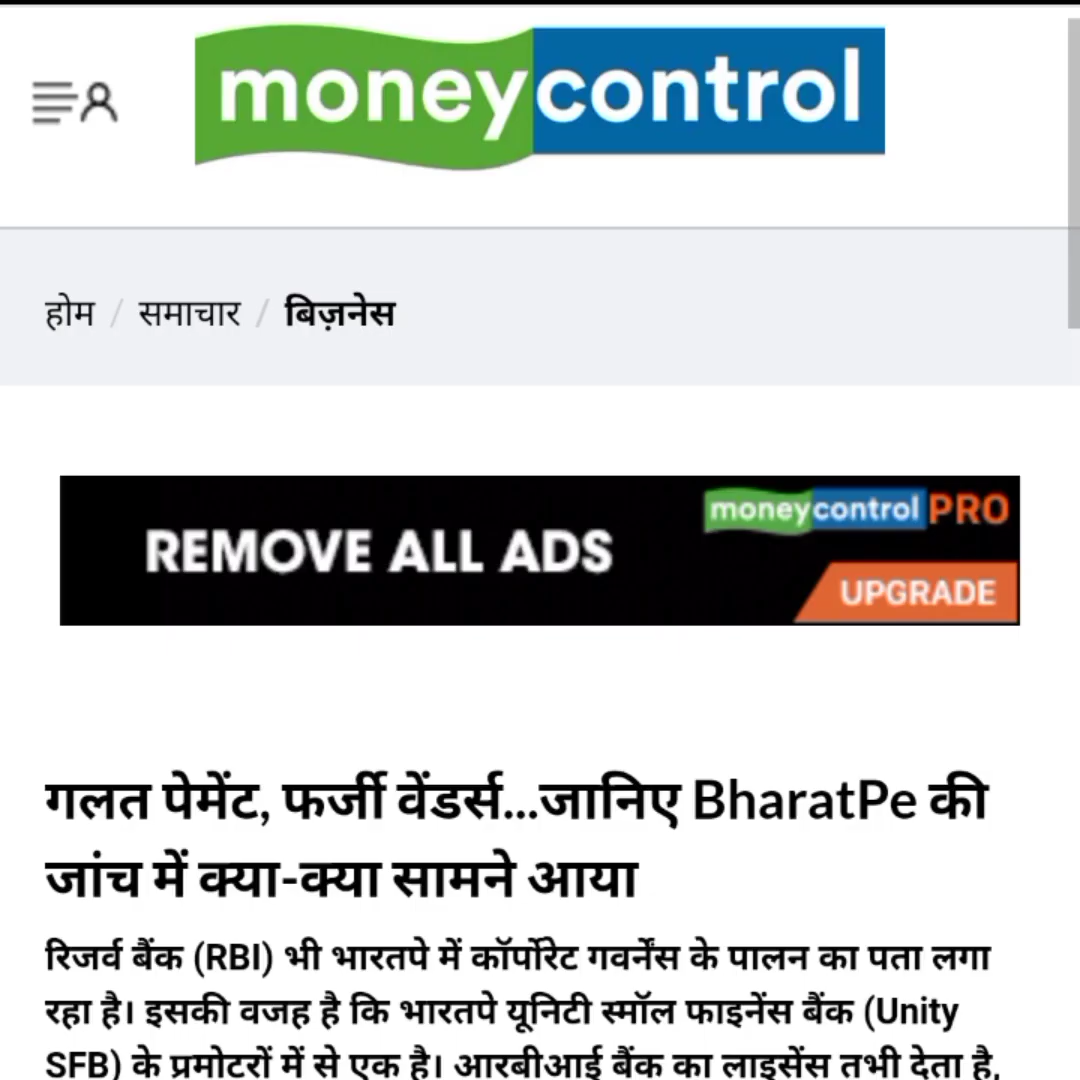 moneycontrol
होम / समाचार / बिज़नेस
REMOVE ALL ADS
moneycontrol PRO
UPGRADE
गलत पेमेंट, फर्जी वेंडर्स...जानिए BharatPe की
जांच में क्या-क्या सामने आया
रिजर्व बैंक (RBI) भी भारतपे में कॉर्पोरेट गवर्नेंस के पालन का पता लगा
रहा है। इसकी वजह है कि भारतपे यूनिटी स्मॉल फाइनेंस बैंक (Unity
SFB) के प्रमोटरों में से एक है। आरबीआई बैंक का लाइसेंस तभी देता है,